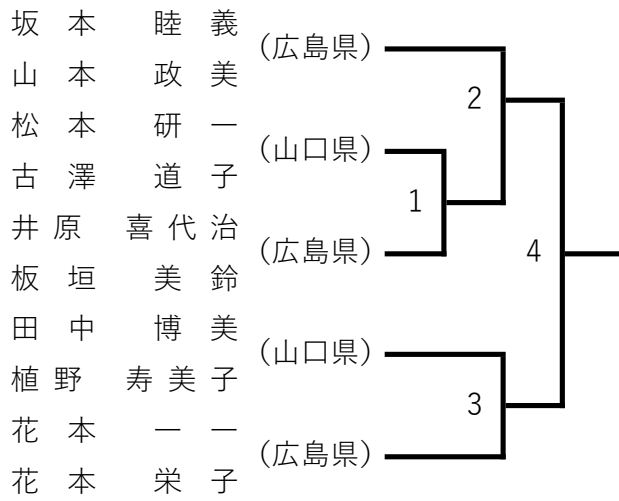 坂本 睦義
(広島県)
山本 政美
2
松本 研一
(山口県)
古澤 道子
1
井原 喜代治
(広島県)
4
板垣 美鈴
田中 博美
(山口県)
植野 寿美子
3
花本 一一
(広島県)
花本 栄子